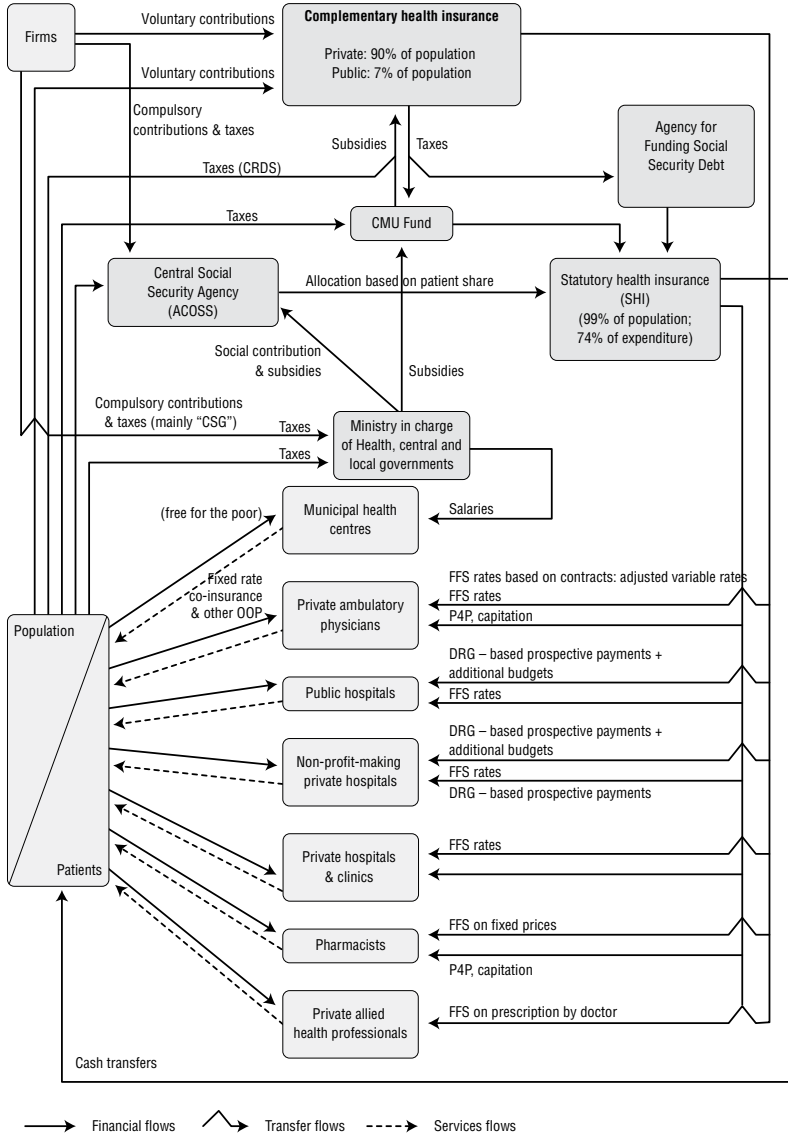 Firms
Voluntary contributions
Complementary health insurance
Private: 90% of population
Public: 7% of population
Voluntary contributions
Compulsory
contributions & taxes
Subsidies
Taxes
Agency for
Funding Social
Security Debt
Taxes (CRDS)
Taxes
CMU Fund
Central Social
Security Agency
(ACOSS)
Allocation based on patient share
Statutory health insurance
(SHI)
(99% of population;
74% of expenditure)
Social contribution
& subsidies
Subsidies
Compulsory contributions
& taxes (mainly “CSG”)
Taxes
Taxes
Ministry in charge
of Health, central and
local governments
(free for the poor)
Municipal health
centres
Salaries
Fixed rate
co-insurance
& other OOP
Private ambulatory
physicians
FFS rates based on contracts: adjusted variable rates
FFS rates
P4P, capitation
Population
Public hospitals
DRG – based prospective payments +
additional budgets
FFS rates
Non-profit-making
private hospitals
DRG – based prospective payments +
additional budgets
FFS rates
DRG – based prospective payments
Patients
Private hospitals
& clinics
FFS rates
Pharmacists
FFS on fixed prices
P4P, capitation
Private allied
health professionals
FFS on prescription by doctor
Cash transfers
Financial flows
Transfer flows
Services flows